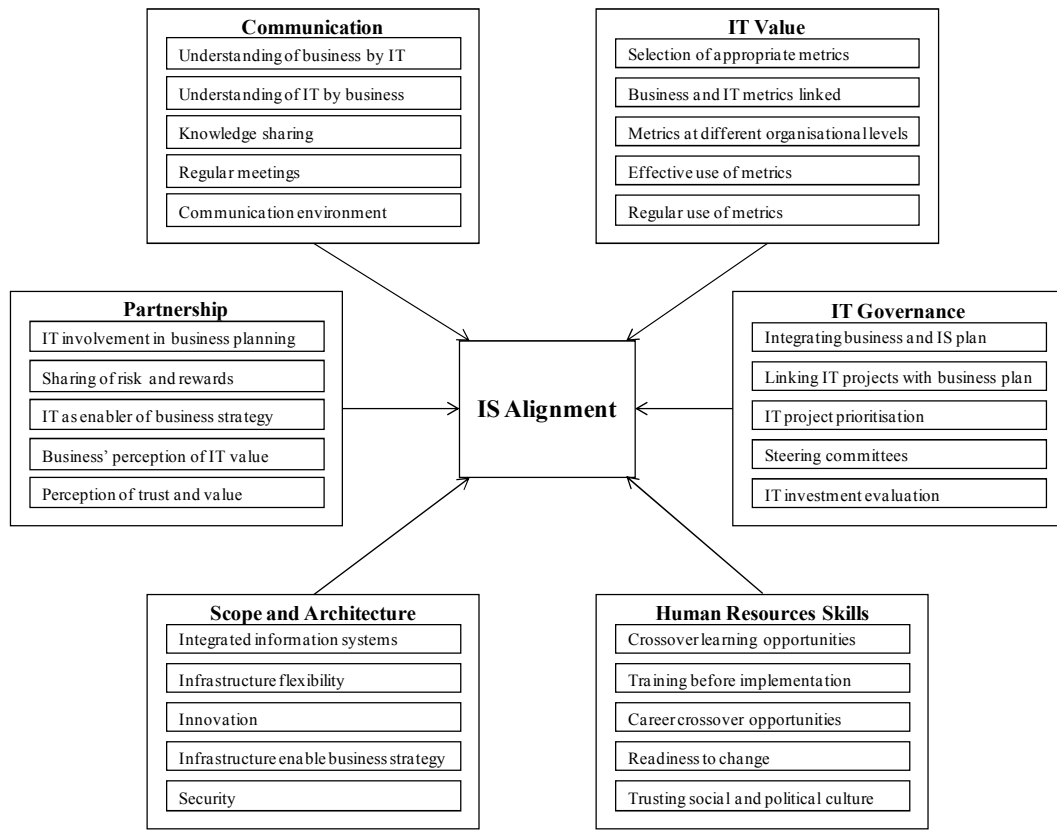 Communication
Understanding of business by IT
Understanding of IT by business
Knowledge sharing
Regular meetings
Communication environment
IT Value
Selection of appropriate metrics
Business and IT metrics linked
Metrics at different organisational levels
Effective use of metrics
Regular use of metrics
Partnership
IT involvement in business planning
Sharing of risk and rewards
IT as enabler of business strategy
Business’ perception of IT value
Perception of trust and value
IS Alignment
IT Governance
Integrating business and IS plan
Linking IT projects with business plan
IT project prioritisation
Steering committees
IT investment evaluation
Scope and Architecture
Integrated information systems
Infrastructure flexibility
Innovation
Infrastructure enable business strategy
Security
Human Resources Skills
Crossover learning opportunities
Training before implementation
Career crossover opportunities
Readiness to change
Trusting social and political culture